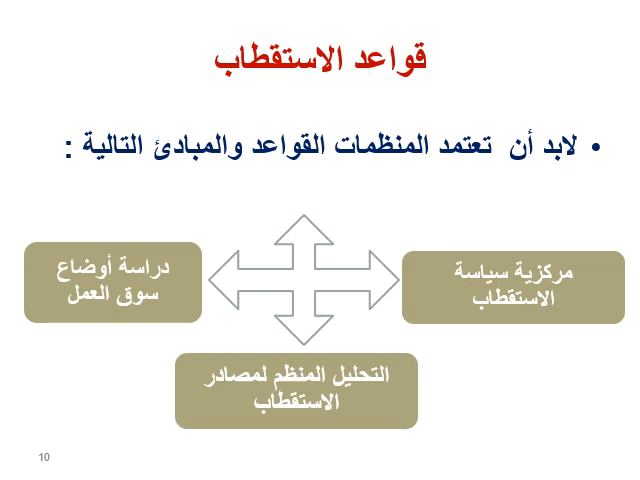 قواعد الاستقطاب
• لابد أن تعتمد المنظمات القواعد والمبادئ التالية :
مركزية سياسة
الاستقطاب
دراسة أوضاع
سوق العمل
التحليل المنظم لمصادر
الاستقطاب
10